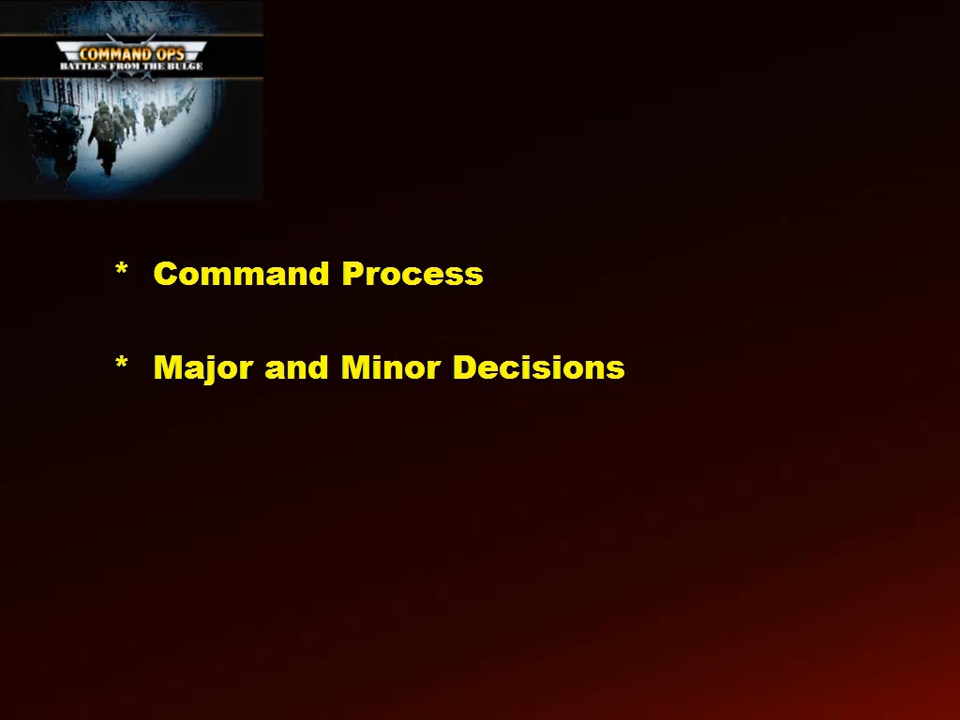 COMMAND OPS
BATTLES FROM THE BULGE
* Command Process
* Major and Minor Decisions